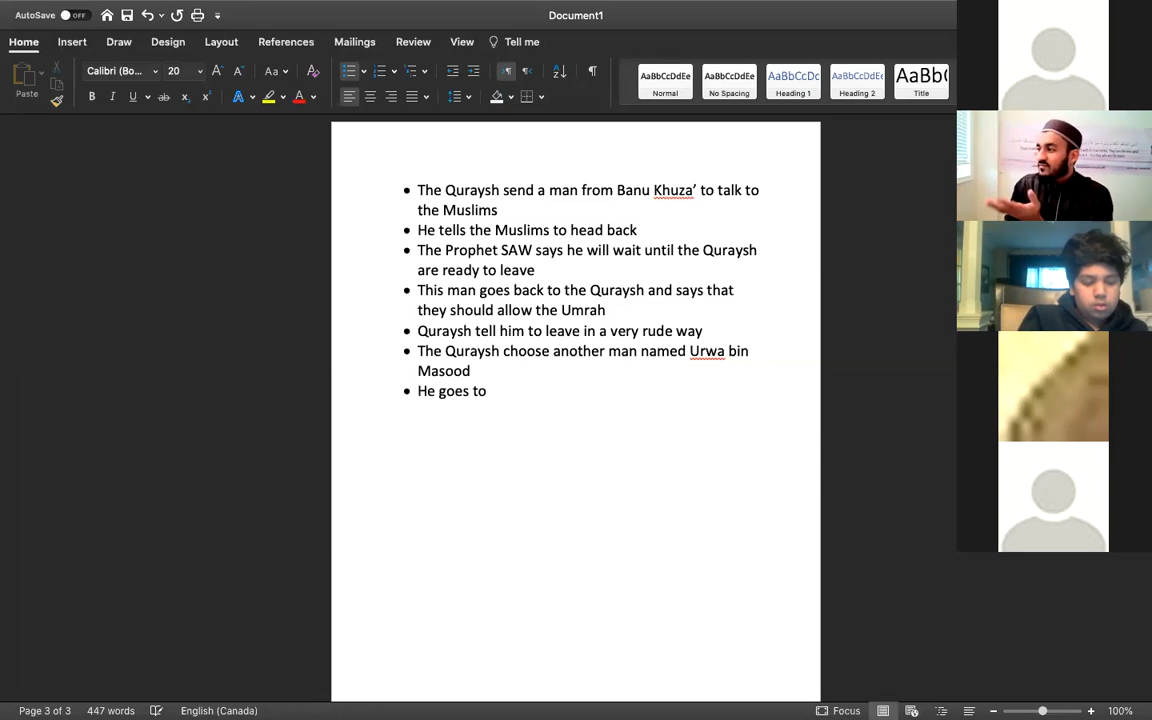 AutoSave OFF
Document1
Home Insert Draw Design Layout References Mailings Review View Tell me
Paste
Calibri (Bo... 20 Aa
B I U ab x x A A
AaBbCcDdEe AaBbCcDdEe AaBbCcDc AaBbCcDdEe AaBb(
Normal No Spacing Heading 1 Heading 2 Title
• The Quraysh send a man from Banu Khuza’ to talk to
the Muslims
• He tells the Muslims to head back
• The Prophet SAW says he will wait until the Quraysh
are ready to leave
• This man goes back to the Quraysh and says that
they should allow the Umrah
• Quraysh tell him to leave in a very rude way
• The Quraysh choose another man named Urwa bin
Masood
• He goes to
Page 3 of 3 447 words English (Canada) Focus 100%